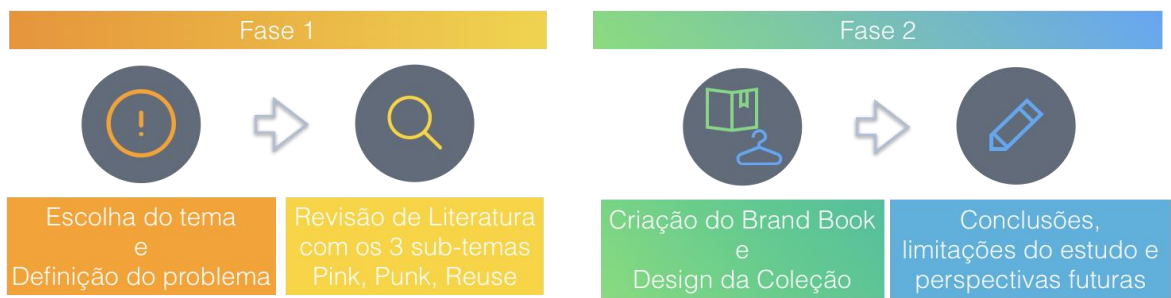 Fase 1
Escolha do tema
e
Definição do problema
Revisão de Literatura
com os 3 sub-temas
Pink, Punk, Reuse
Fase 2
Criação do Brand Book
e
Design da Coleção
Conclusões,
limitações do estudo e
perspectivas futuras